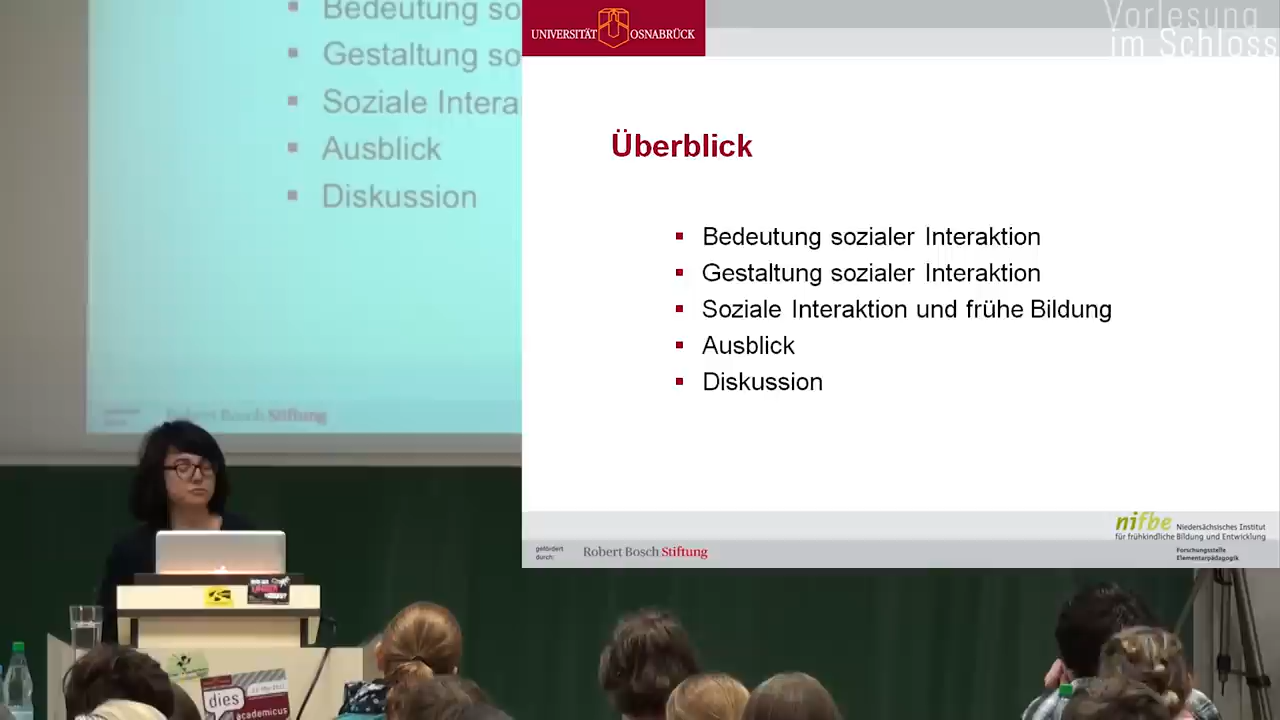 Bedeutung so
Gestaltung so
Soziale Intera
Ausblick
Diskussion
Robert Bosch Stiftung
UNIVERSITÄT OSNABRÜCK
Vorlesung
im Schloss
Überblick
Bedeutung sozialer Interaktion
Gestaltung sozialer Interaktion
Soziale Interaktion und frühe Bildung
Ausblick
Diskussion
gefördert
durch:
Robert Bosch Stiftung
nifbe Niedersächsisches Institut
für frühkindliche Bildung und Entwicklung
Forschungsstelle
Elementarpädagogik
dies
academicus